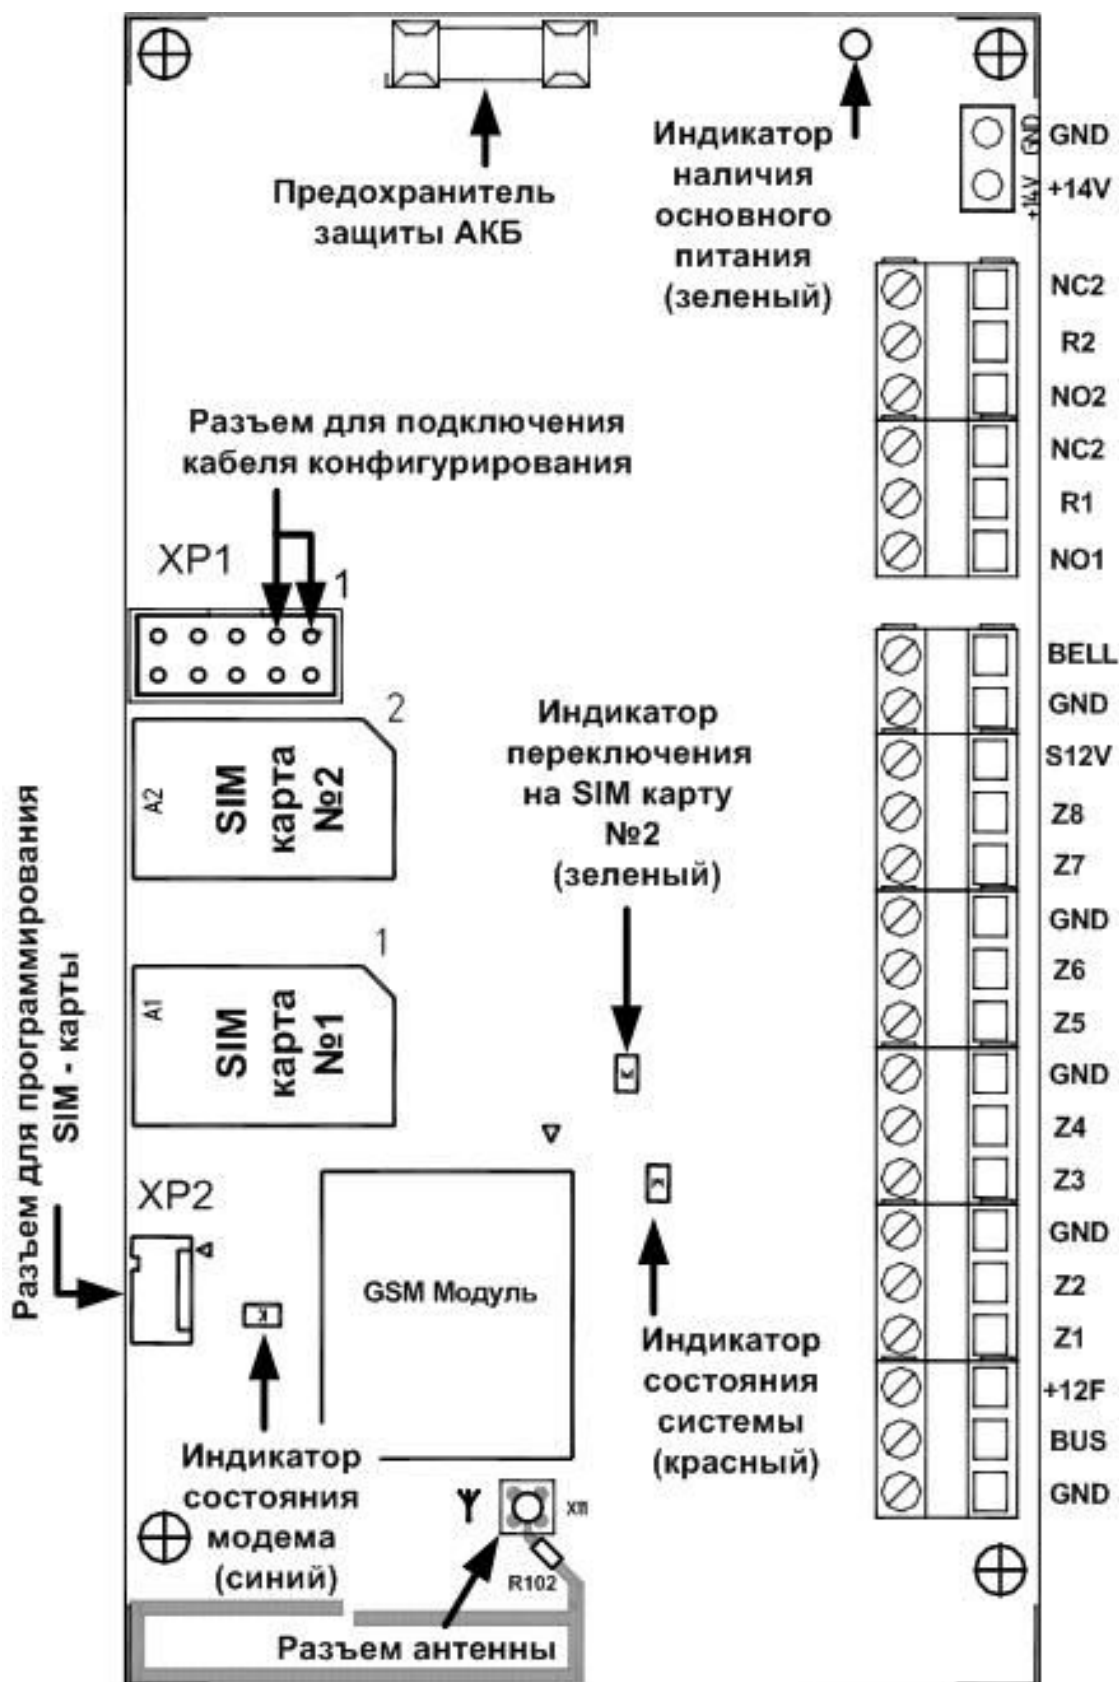 GND
+14V
GND
+14V
Индикатор
наличия
основного
питания
(зеленый)
Предохранитель
защиты АКБ
NC2
R2
NO2
NC2
R1
NO1
Разъем для подключения
кабеля конфигурирования
XP1
1
BELL
GND
S12V
Z8
Z7
GND
Z6
Z5
GND
Z4
Z3
GND
Z2
Z1
+12F
BUS
GND
2
A2
SIM
карта
№2
Индикатор
переключения
на SIM карту
№2
(зеленый)
1
A1
SIM
карта
№1
Разъем для программирования
SIM - карты
XP2
K
GSM Модуль
Индикатор
состояния
системы
(красный)
Индикатор
состояния
модема
(синий)
R102
Разъем антенны